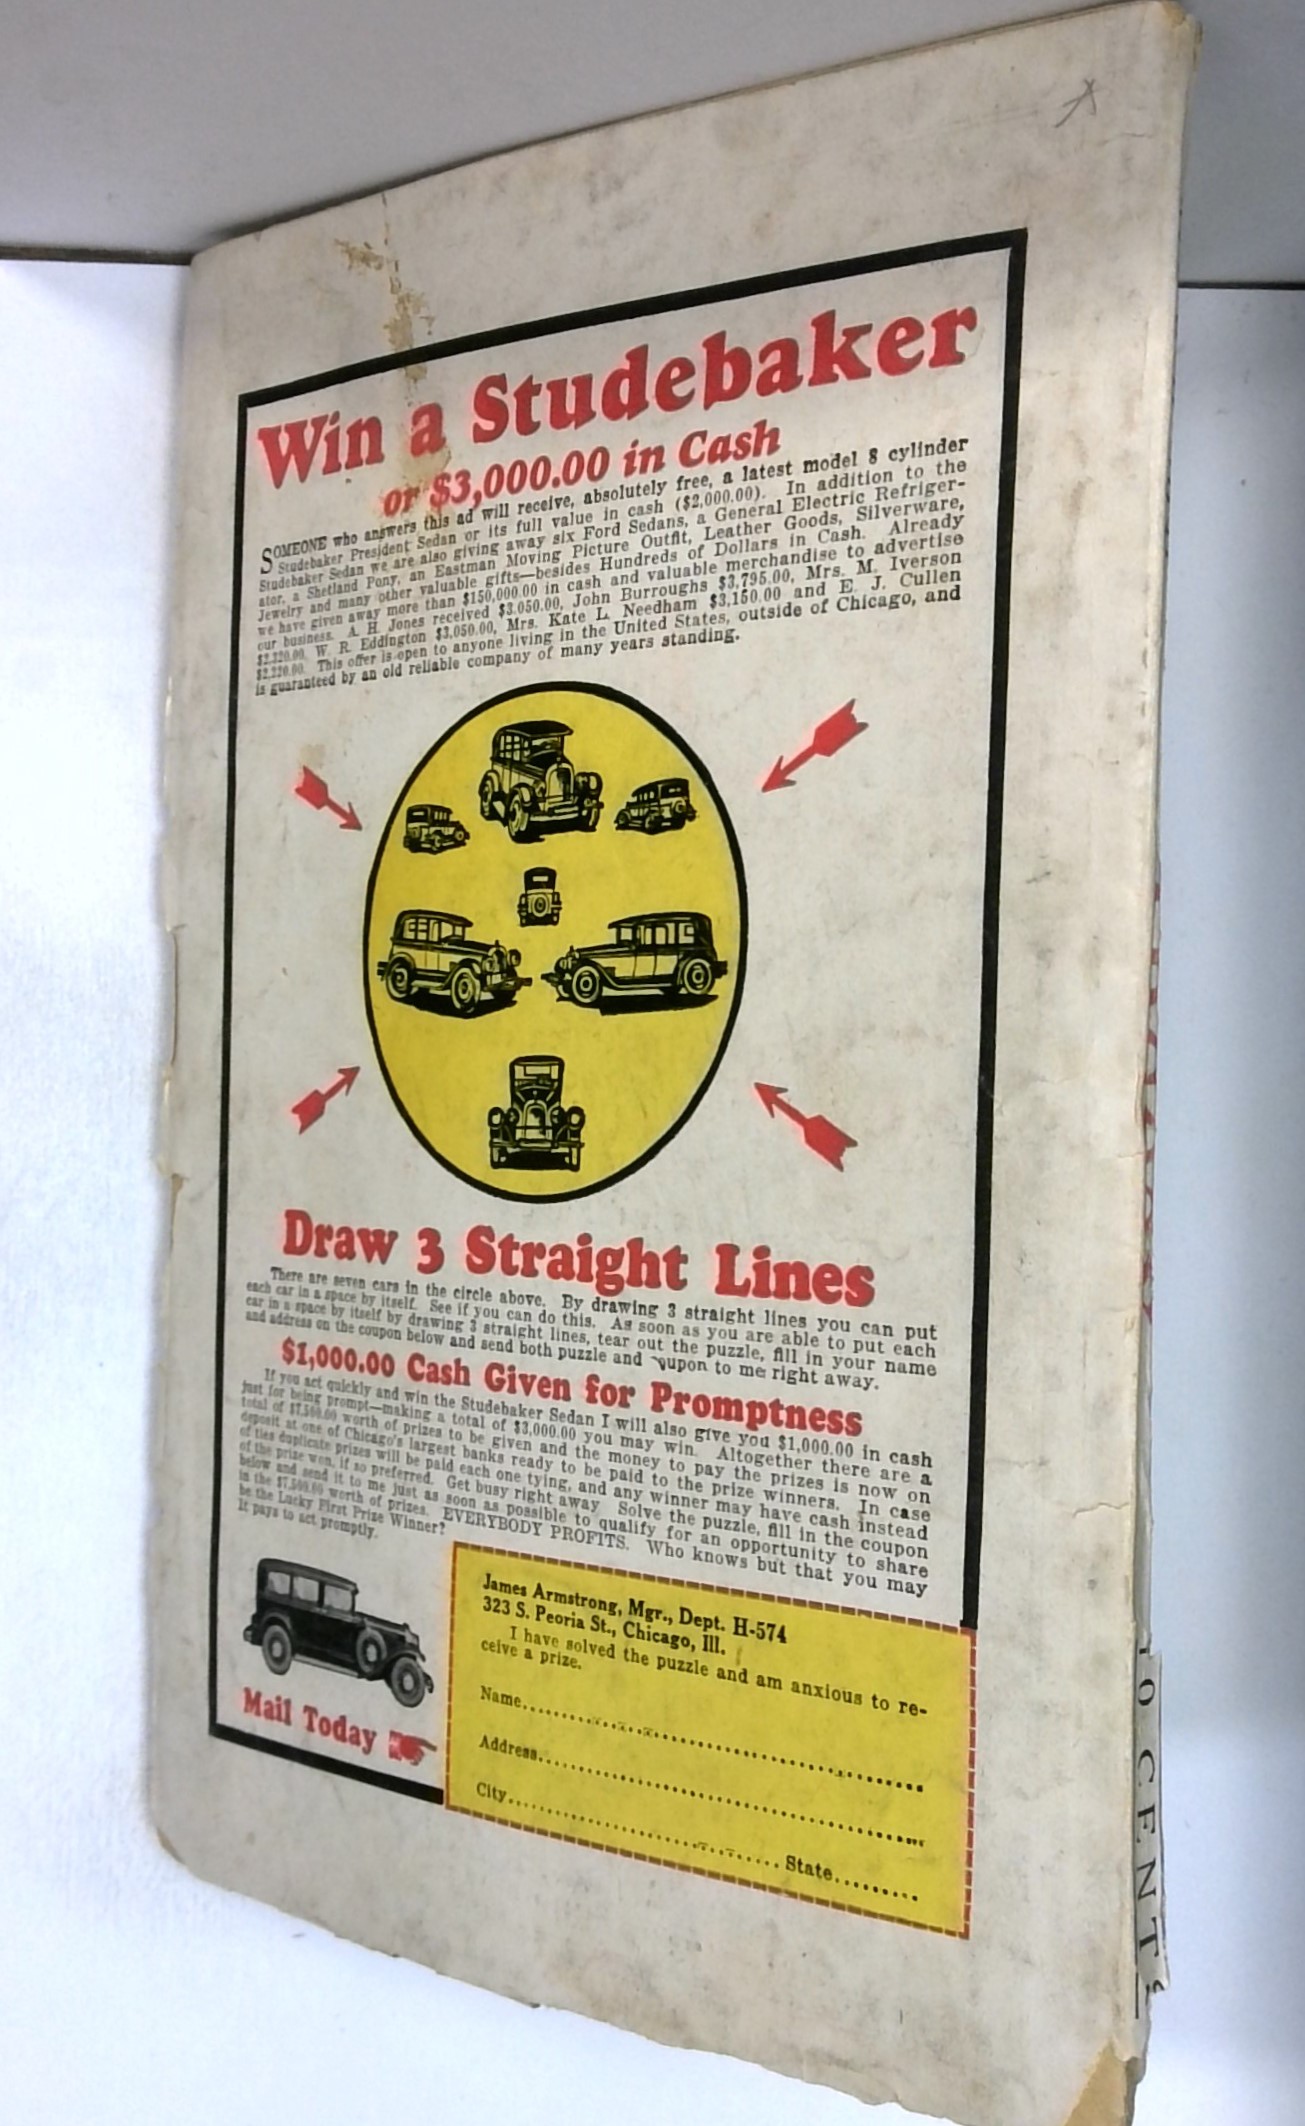 Win a Studebaker
or $3,000.00 in Cash
SOMEONE who answers this ad will receive, absolutely free, a latest model 8 cylinder
Studebaker President Sedan or its full value in cash ($2,000.00). In addition to the
Studebaker Sedan we are also giving away six Ford Sedans, a General Electric Refriger-
ator, a Shetland Pony, an Eastman Moving Picture Outfit, Leather Goods, Silverware,
Jewelry and many other valuable gifts—besides Hundreds of Dollars in Cash. Already
we have given away more than $150,000.00 in cash and valuable merchandise to advertise
our business. A. H. Jones received $3,050.00, John Burroughs $3,795.00, Mrs. M. Iverson
$2,320.00, W. R. Eddington $3,050.00, Mrs. Kate L. Needham $3,150.00 and E. J. Cullen
$2,220.00. This offer is open to anyone living in the United States, outside of Chicago, and
is guaranteed by an old reliable company of many years standing.
Draw 3 Straight Lines
There are seven cars in the circle above. By drawing 3 straight lines you can put
each car in a space by itself. See if you can do this. As soon as you are able to put each
car in a space by itself by drawing 3 straight lines, tear out the puzzle, fill in your name
and address on the coupon below and send both puzzle and coupon to me right away.
$1,000.00 Cash Given for Promptness
If you act quickly and win the Studebaker Sedan I will also give you $1,000.00 in cash
just for being prompt—making a total of $3,000.00 you may win. Altogether there are a
total of $7,500.00 worth of prizes to be given and the money to pay the prizes is now on
deposit at one of Chicago's largest banks ready to be paid to the prize winners. In case
of ties duplicate prizes will be paid each one tying, and any winner may have cash instead
of the prize won, if so preferred. Get busy right away. Solve the puzzle, fill in the coupon
below and send it to me just as soon as possible to qualify for an opportunity to share
in the $7,500.00 worth of prizes. EVERYBODY PROFITS. Who knows but that you may
be the Lucky First Prize Winner?
It pays to act promptly.
Mail Today
James Armstrong, Mgr., Dept. H-574
323 S. Peoria St., Chicago, Ill.
I have solved the puzzle and am anxious to re-
ceive a prize.
Name
Address
City State
10 CENTS